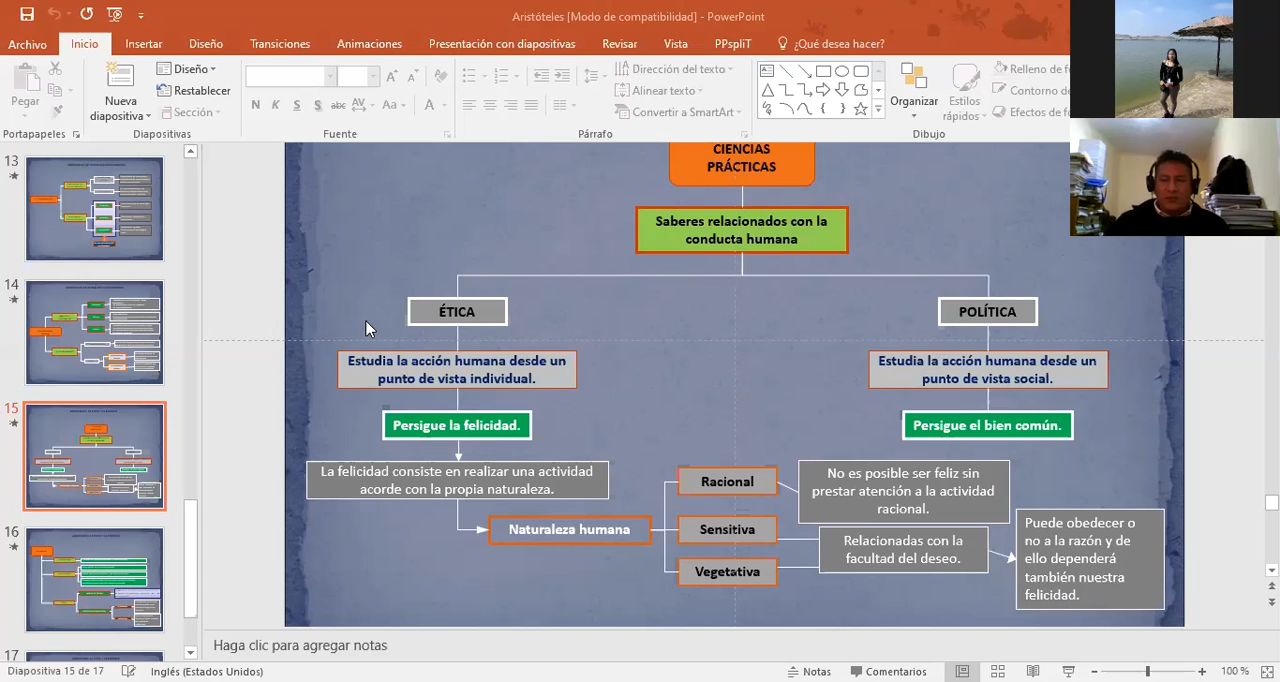 Aristóteles [Modo de compatibilidad] - PowerPoint
Archivo Inicio Insertar Diseño Transiciones Animaciones Presentación con diapositivas Revisar Vista PPspliT ¿Qué desea hacer?
Pegar
Nueva
diapositiva
Diseño
Restablecer
Sección
N K S S abc AV Aa A
Dirección del texto
Alinear texto
Convertir a SmartArt
Organizar
Estilos
rápidos
Relleno de
Contorno de
Efectos de
Portapapeles Diapositivas Fuente Párrafo Dibujo
13
14
15
16
17
CIENCIAS
PRÁCTICAS
Saberes relacionados con la
conducta humana
ÉTICA
POLÍTICA
Estudia la acción humana desde un
punto de vista individual.
Estudia la acción humana desde un
punto de vista social.
Persigue la felicidad.
Persigue el bien común.
La felicidad consiste en realizar una actividad
acorde con la propia naturaleza.
Naturaleza humana
Racional
Sensitiva
Vegetativa
No es posible ser feliz sin
prestar atención a la actividad
racional.
Relacionadas con la
facultad del deseo.
Puede obedecer o
no a la razón y de
ello dependerá
también nuestra
felicidad.
Haga clic para agregar notas
Diapositiva 15 de 17 Inglés (Estados Unidos) Notas Comentarios 100 %